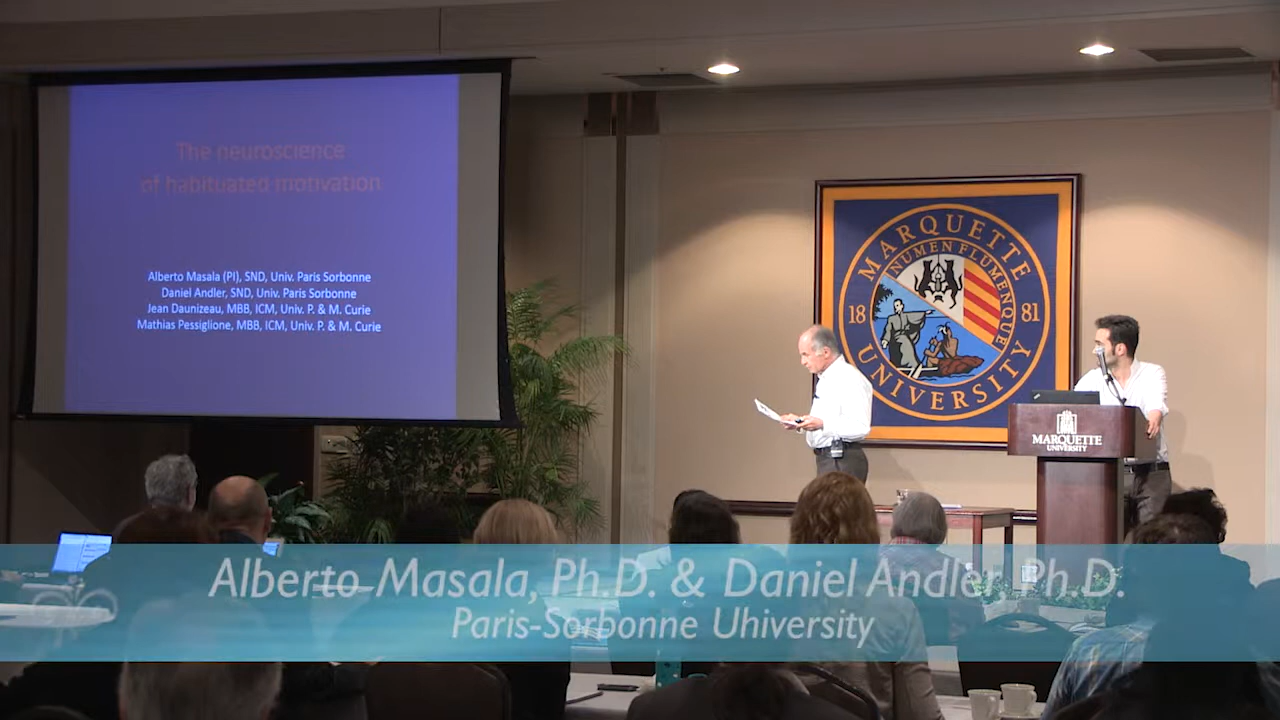 The neuroscience
of habituated motivation
Alberto Masala (PI), SND, Univ. Paris Sorbonne
Daniel Andler, SND, Univ. Paris Sorbonne
Jean Daunizeau, MBB, ICM, Univ. P. & M. Curie
Mathias Pessiglione, MBB, ICM, Univ. P. & M. Curie
MARQUETTE
NUMEN FLUMENQUE
18 81
UNIVERSITY
MARQUETTE
UNIVERSITY
Alberto Masala, Ph.D. & Daniel Andler, Ph.D.
Paris-Sorbonne Uhiversity